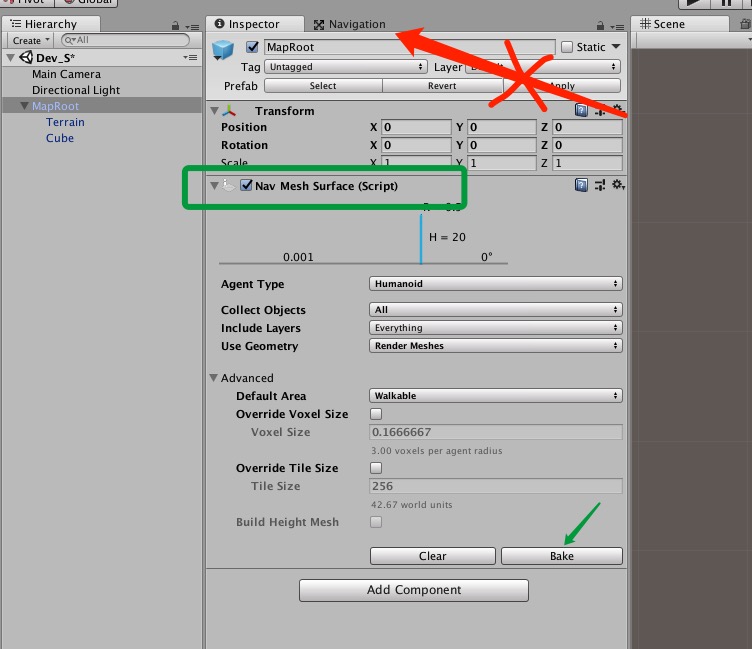 Pivot Global
Hierarchy
Create All
Dev_S*
Main Camera
Directional Light
MapRoot
Terrain
Cube
Inspector Navigation
MapRoot Static
Tag Untagged Layer
Prefab Select Revert Apply
Transform
Position X 0 Y 0 Z 0
Rotation X 0 Y 0 Z 0
Scale X 1 Y 1 Z 1
Nav Mesh Surface (Script)
H = 20
0.001 0°
Agent Type Humanoid
Collect Objects All
Include Layers Everything
Use Geometry Render Meshes
Advanced
Default Area Walkable
Override Voxel Size
Voxel Size 0.1666667
3.00 voxels per agent radius
Override Tile Size
Tile Size 256
42.67 world units
Build Height Mesh
Clear Bake
Add Component
Scene